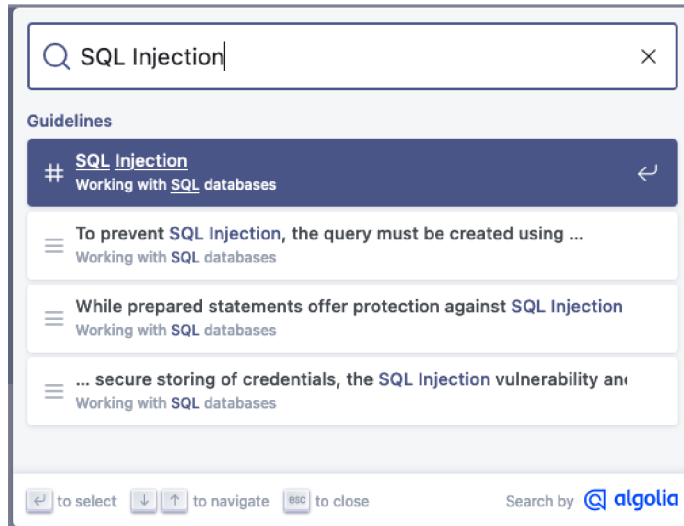 SQL Injection
Guidelines
SQL Injection
Working with SQL databases
To prevent SQL Injection, the query must be created using ...
Working with SQL databases
While prepared statements offer protection against SQL Injection
Working with SQL databases
... secure storing of credentials, the SQL Injection vulnerability and
Working with SQL databases
to select to navigate esc to close Search by algolia